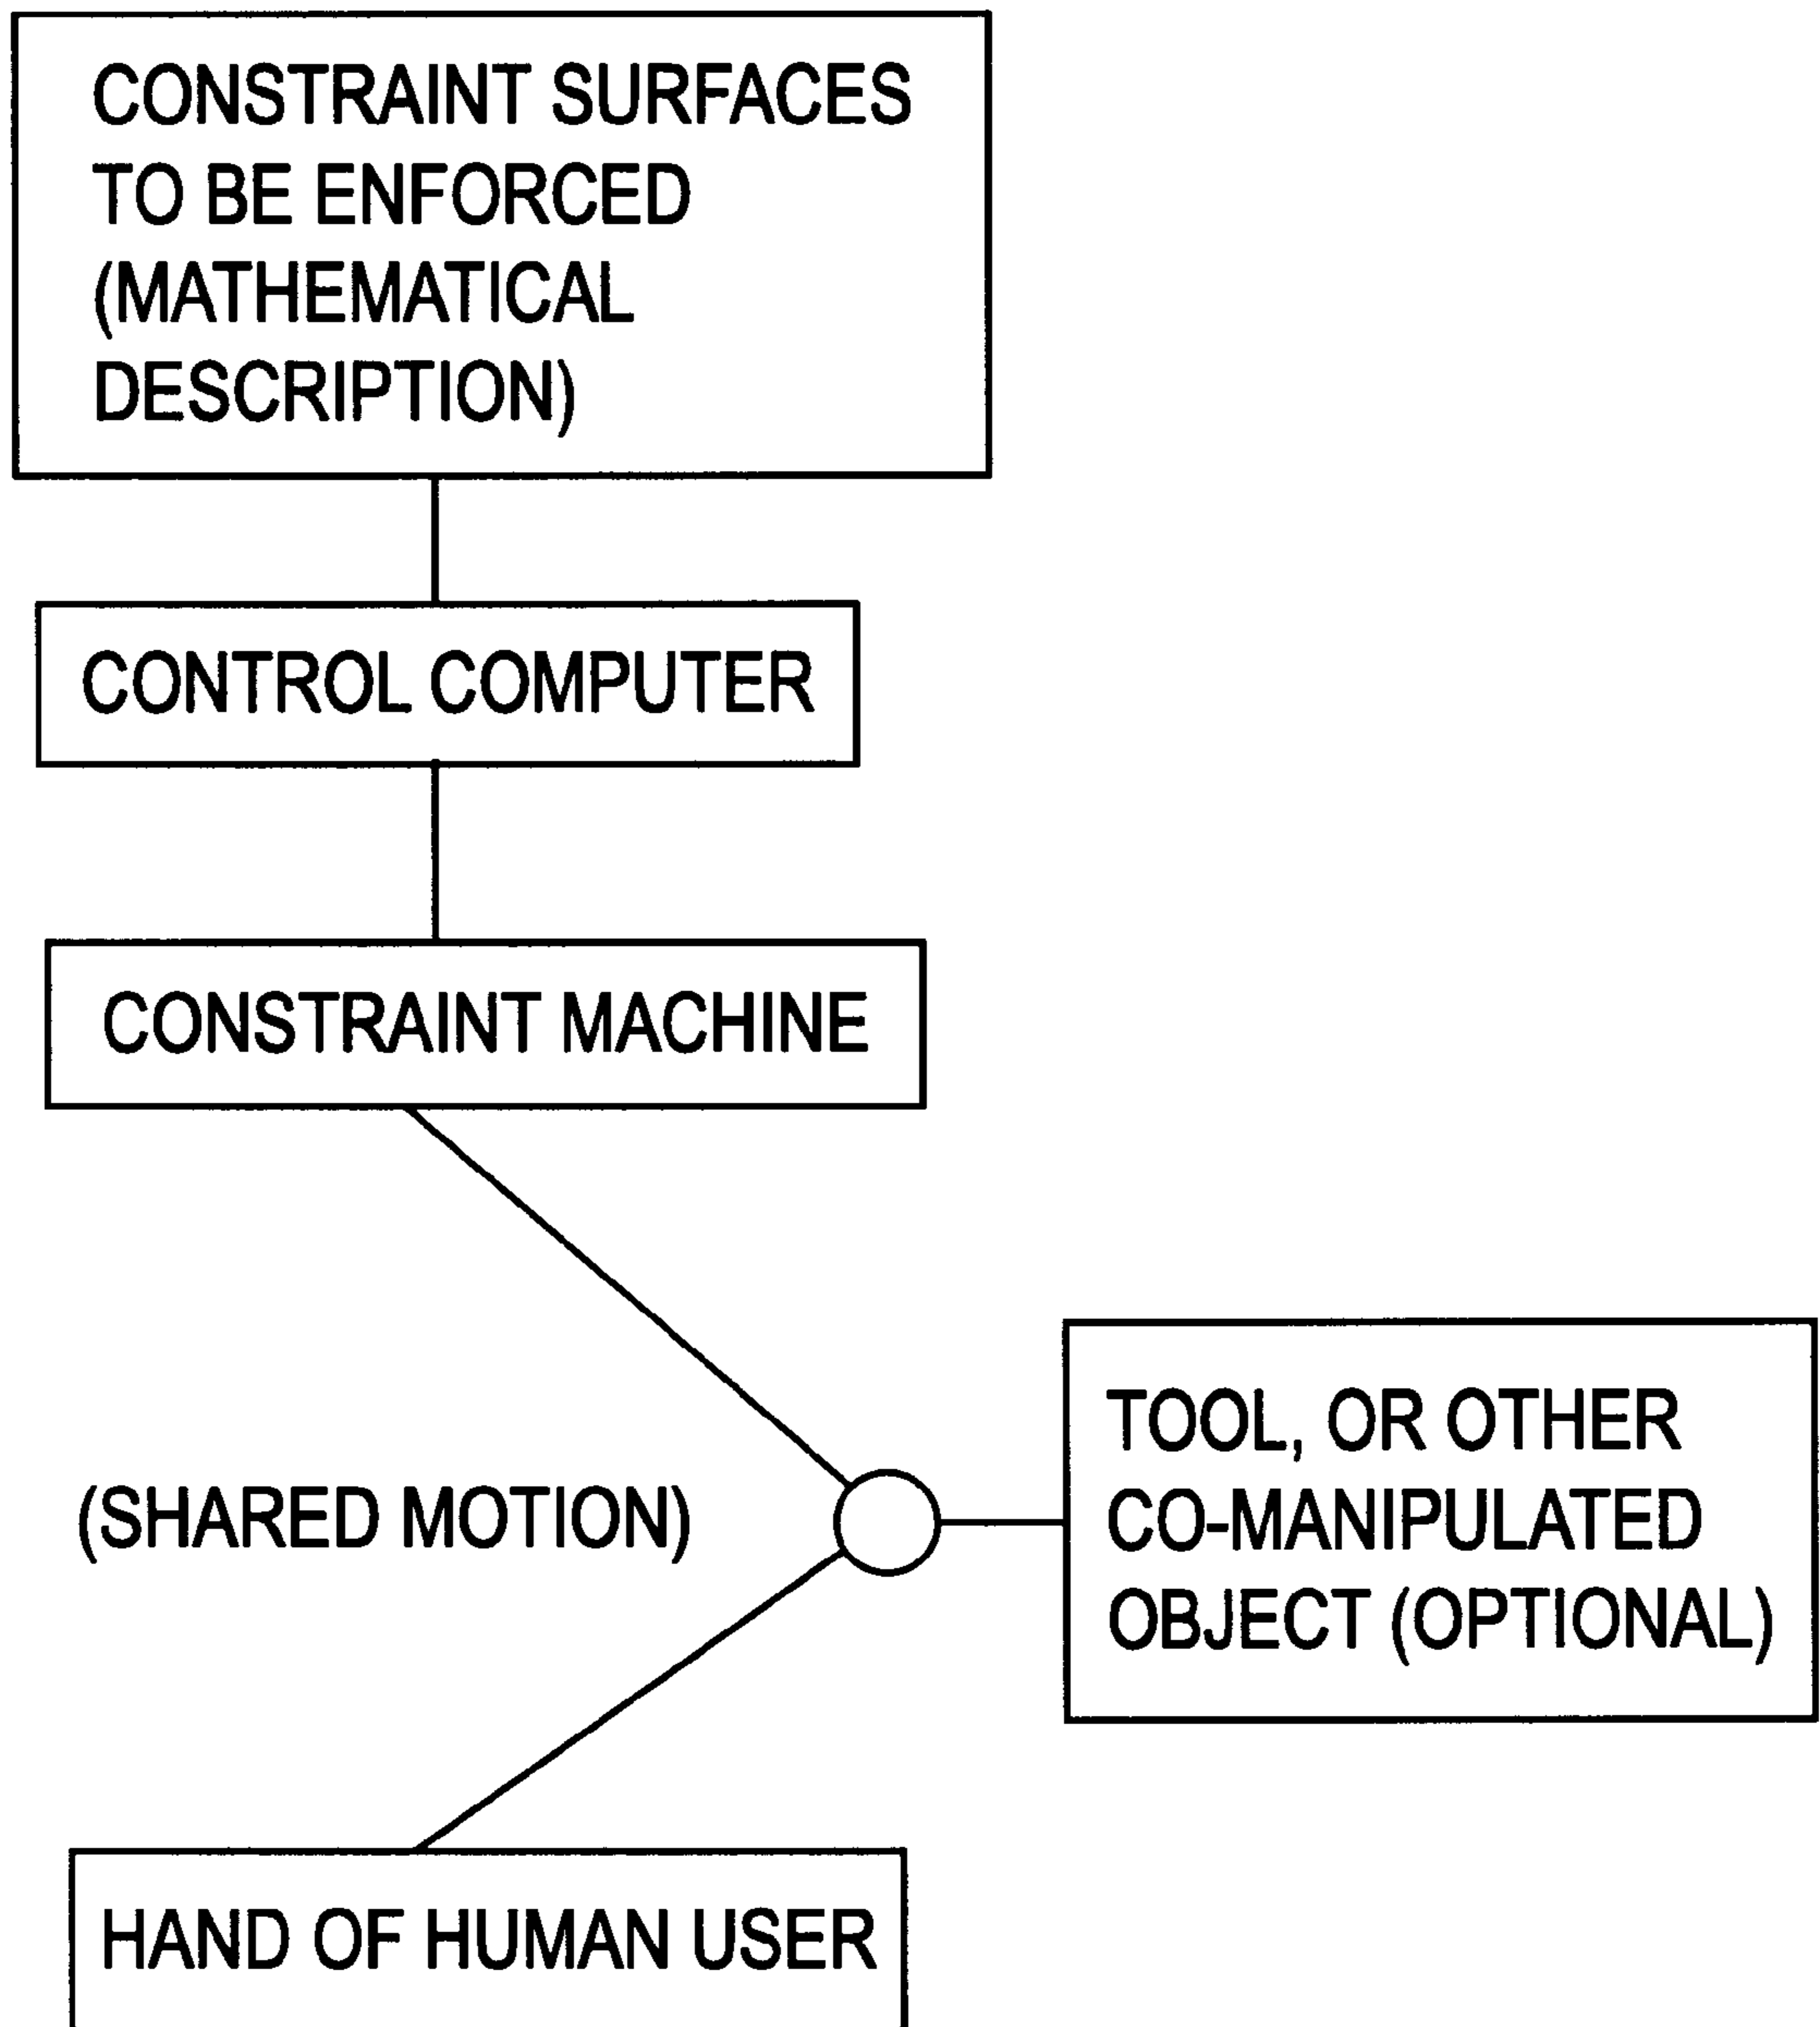 CONSTRAINT SURFACES
TO BE ENFORCED
(MATHEMATICAL
DESCRIPTION)
CONTROL COMPUTER
CONSTRAINT MACHINE
TOOL, OR OTHER
CO-MANIPULATED
OBJECT (OPTIONAL)
(SHARED MOTION)
HAND OF HUMAN USER